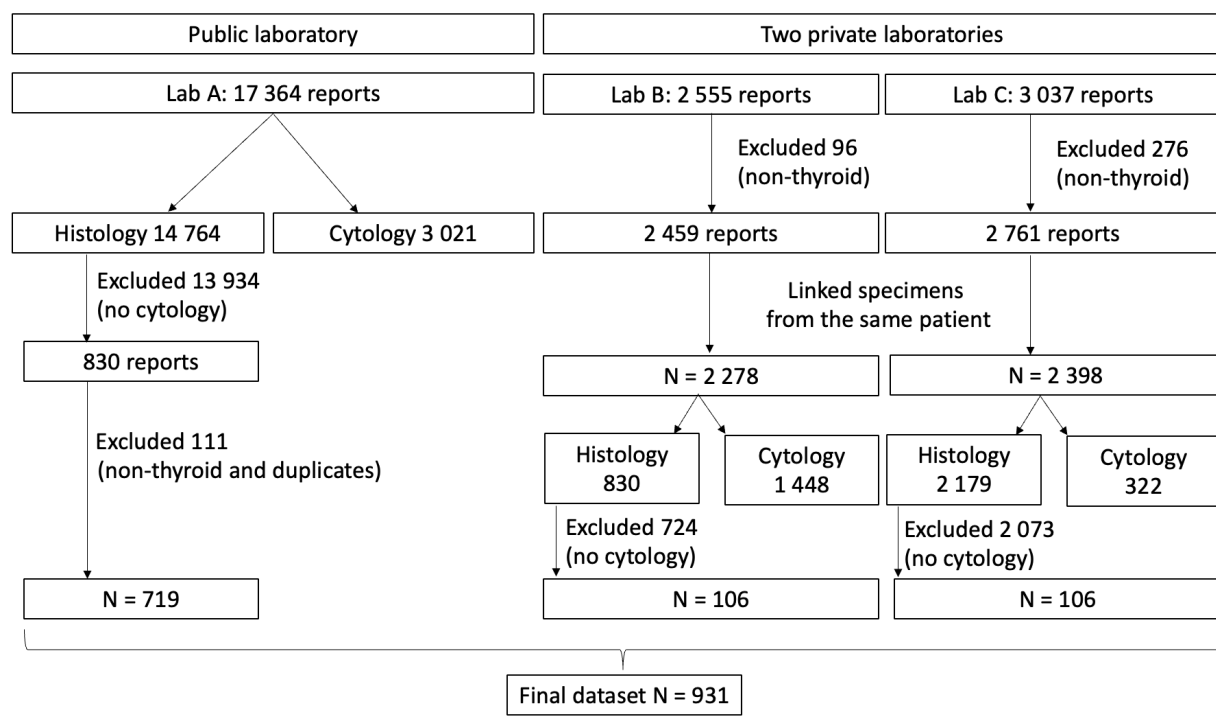 Public laboratory
Two private laboratories
Lab A: 17 364 reports
Lab B: 2 555 reports
Lab C: 3 037 reports
Excluded 96
(non-thyroid)
Excluded 276
(non-thyroid)
Histology 14 764
Cytology 3 021
2 459 reports
2 761 reports
Excluded 13 934
(no cytology)
Linked specimens
from the same patient
830 reports
N = 2 278
N = 2 398
Excluded 111
(non-thyroid and duplicates)
Histology
830
Cytology
1 448
Histology
2 179
Cytology
322
Excluded 724
(no cytology)
Excluded 2 073
(no cytology)
N = 719
N = 106
N = 106
Final dataset N = 931